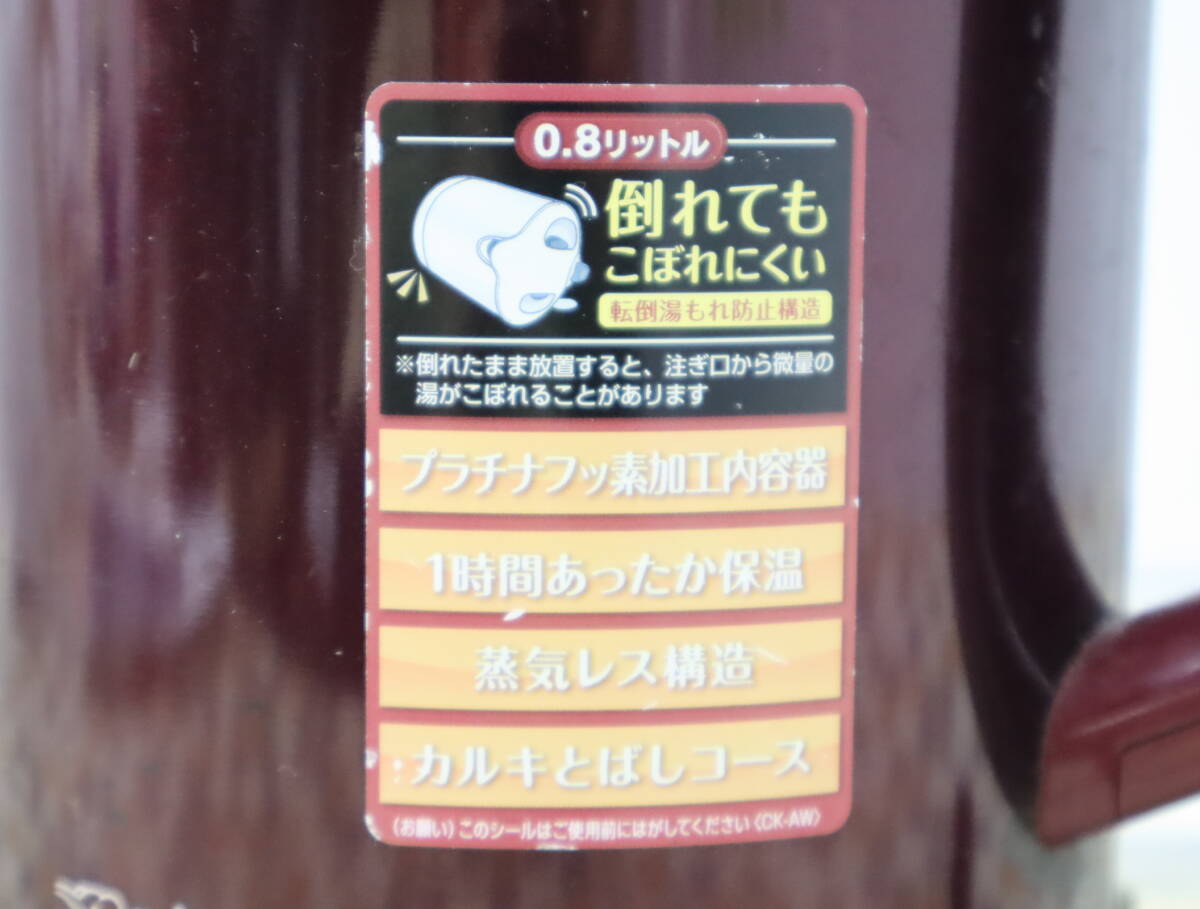 0.8リットル
倒れても
こぼれにくい
転倒湯もれ防止構造
※倒れたまま放置すると、注ぎ口から微量の
湯がこぼれることがあります
プラチナフッ素加工内容器
1時間あったか保温
蒸気レス構造
カルキとばしコース
(お願い)このシールはご使用前にはがしてください〈CK-AW〉